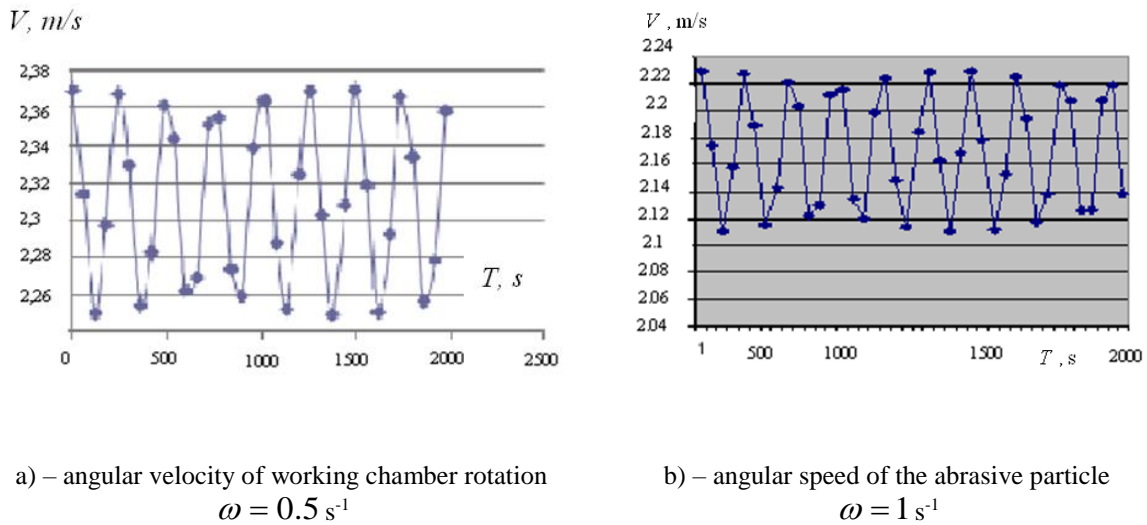 V, m/s
2,38
2,36
2,34
2,32
2,3
2,28
2,26
T, s
0 500 1000 1500 2000 2500
V , m/s
2.24
2.22
2.2
2.18
2.16
2.14
2.12
2.1
2.08
2.06
2.04
1 500 1000 1500 T , s 2000
a) – angular velocity of working chamber rotation
ω = 0.5 s-1
b) – angular speed of the abrasive particle
ω = 1 s-1